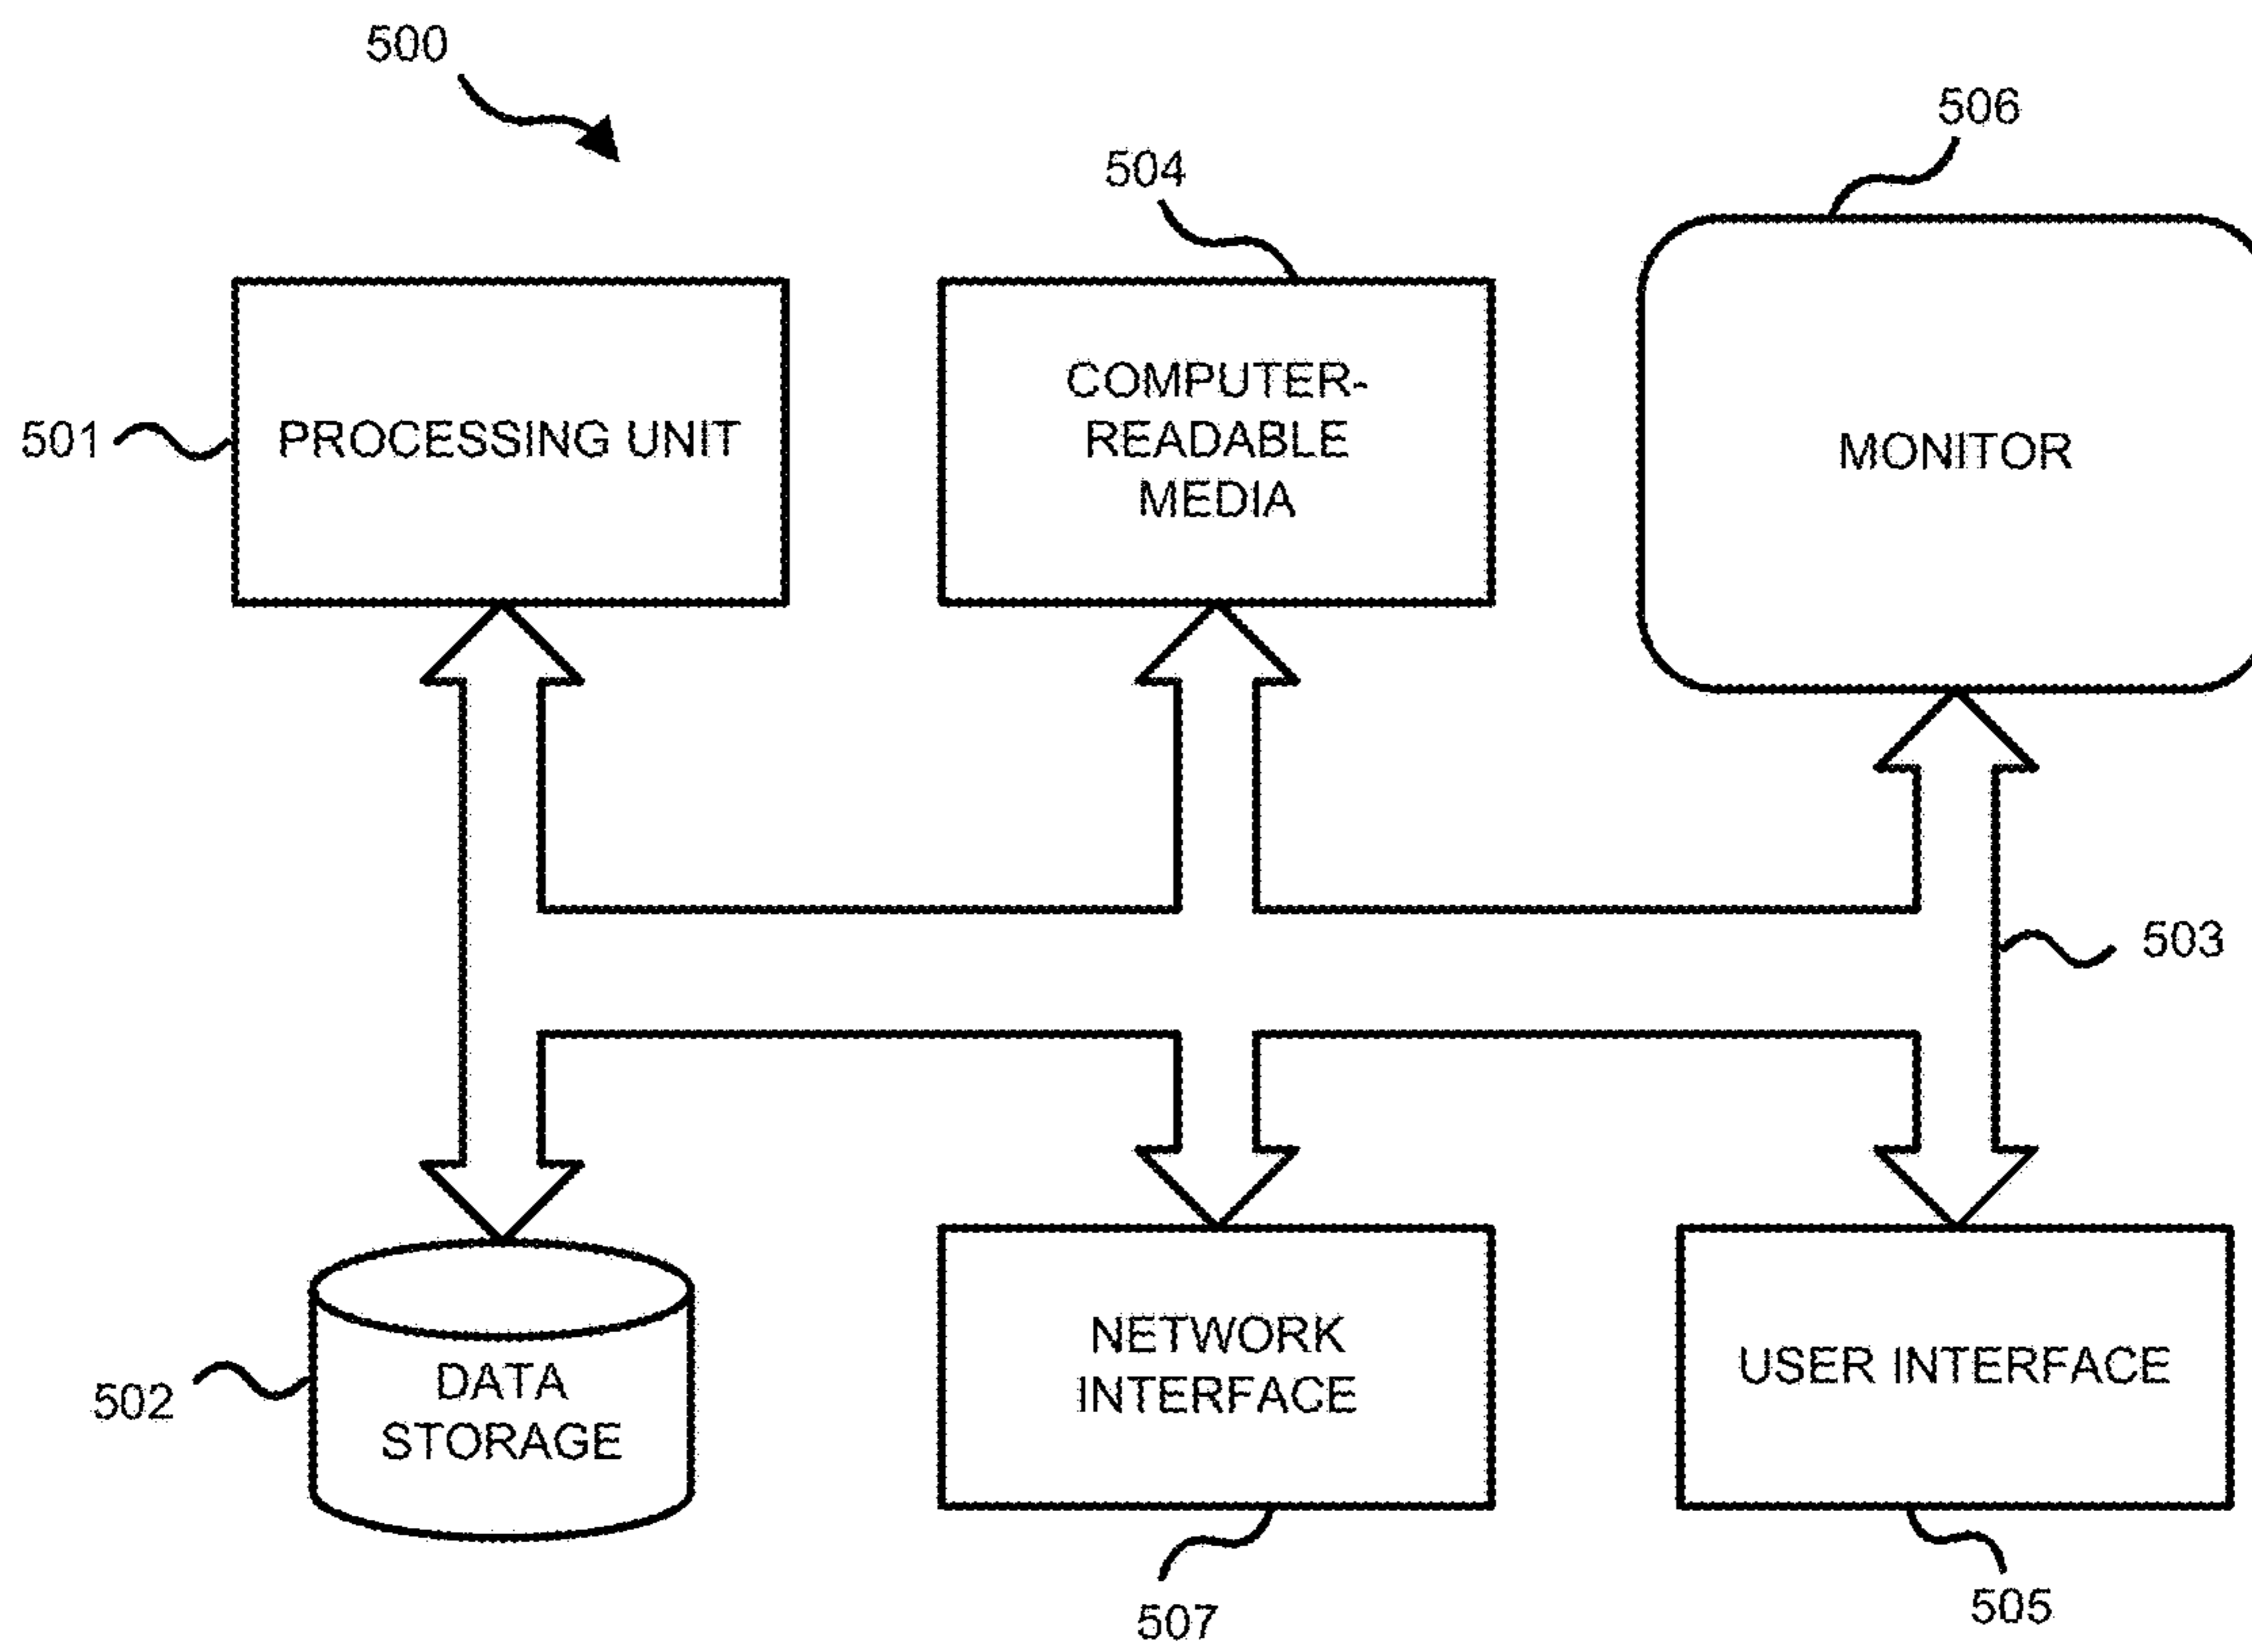 500
506
504
501
PROCESSING UNIT
COMPUTER-
READABLE
MEDIA
MONITOR
503
502
DATA
STORAGE
NETWORK
INTERFACE
USER INTERFACE
507
505